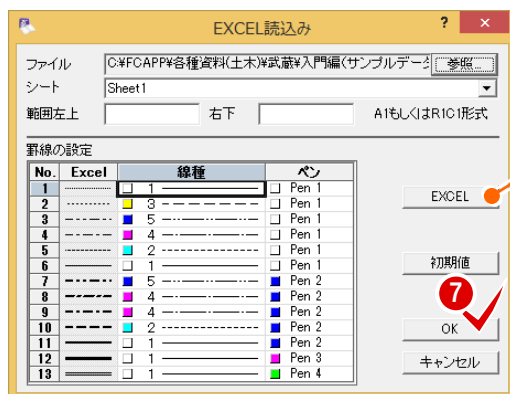 EXCEL読込み
? ×
ファイル C:¥FCAPP¥各種資料(土木)¥武蔵¥入門編(サンプルデータ 参照...
シート Sheet1
範囲左上 右下 A1もしくはR1C1形式
罫線の設定
No. Excel 線種 ペン
1 1 Pen 1
2 3 Pen 1
3 5 Pen 1
4 4 Pen 1
5 2 Pen 1
6 1 Pen 1
7 5 Pen 2
8 4 Pen 2
9 4 Pen 2
10 2 Pen 2
11 1 Pen 2
12 1 Pen 3
13 1 Pen 4
EXCEL
初期値
7
OK
キャンセル